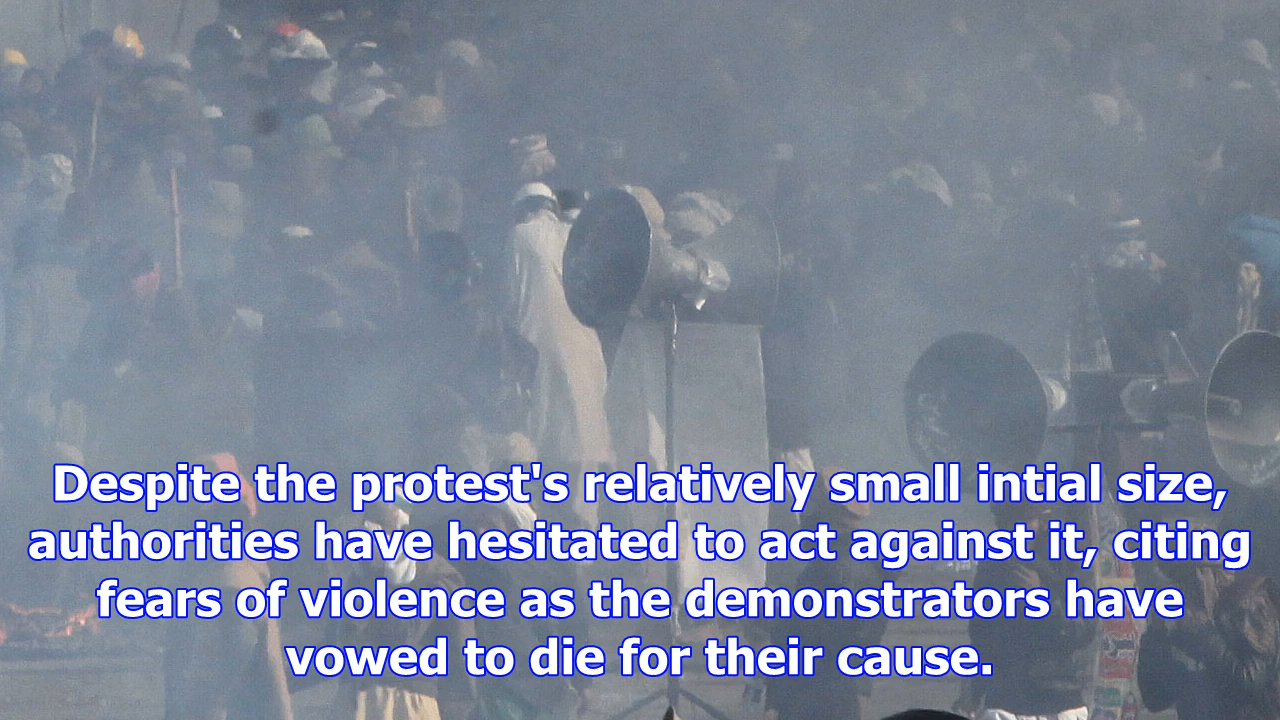 Despite the protest's relatively small intial size,
authorities have hesitated to act against it, citing
fears of violence as the demonstrators have
vowed to die for their cause.